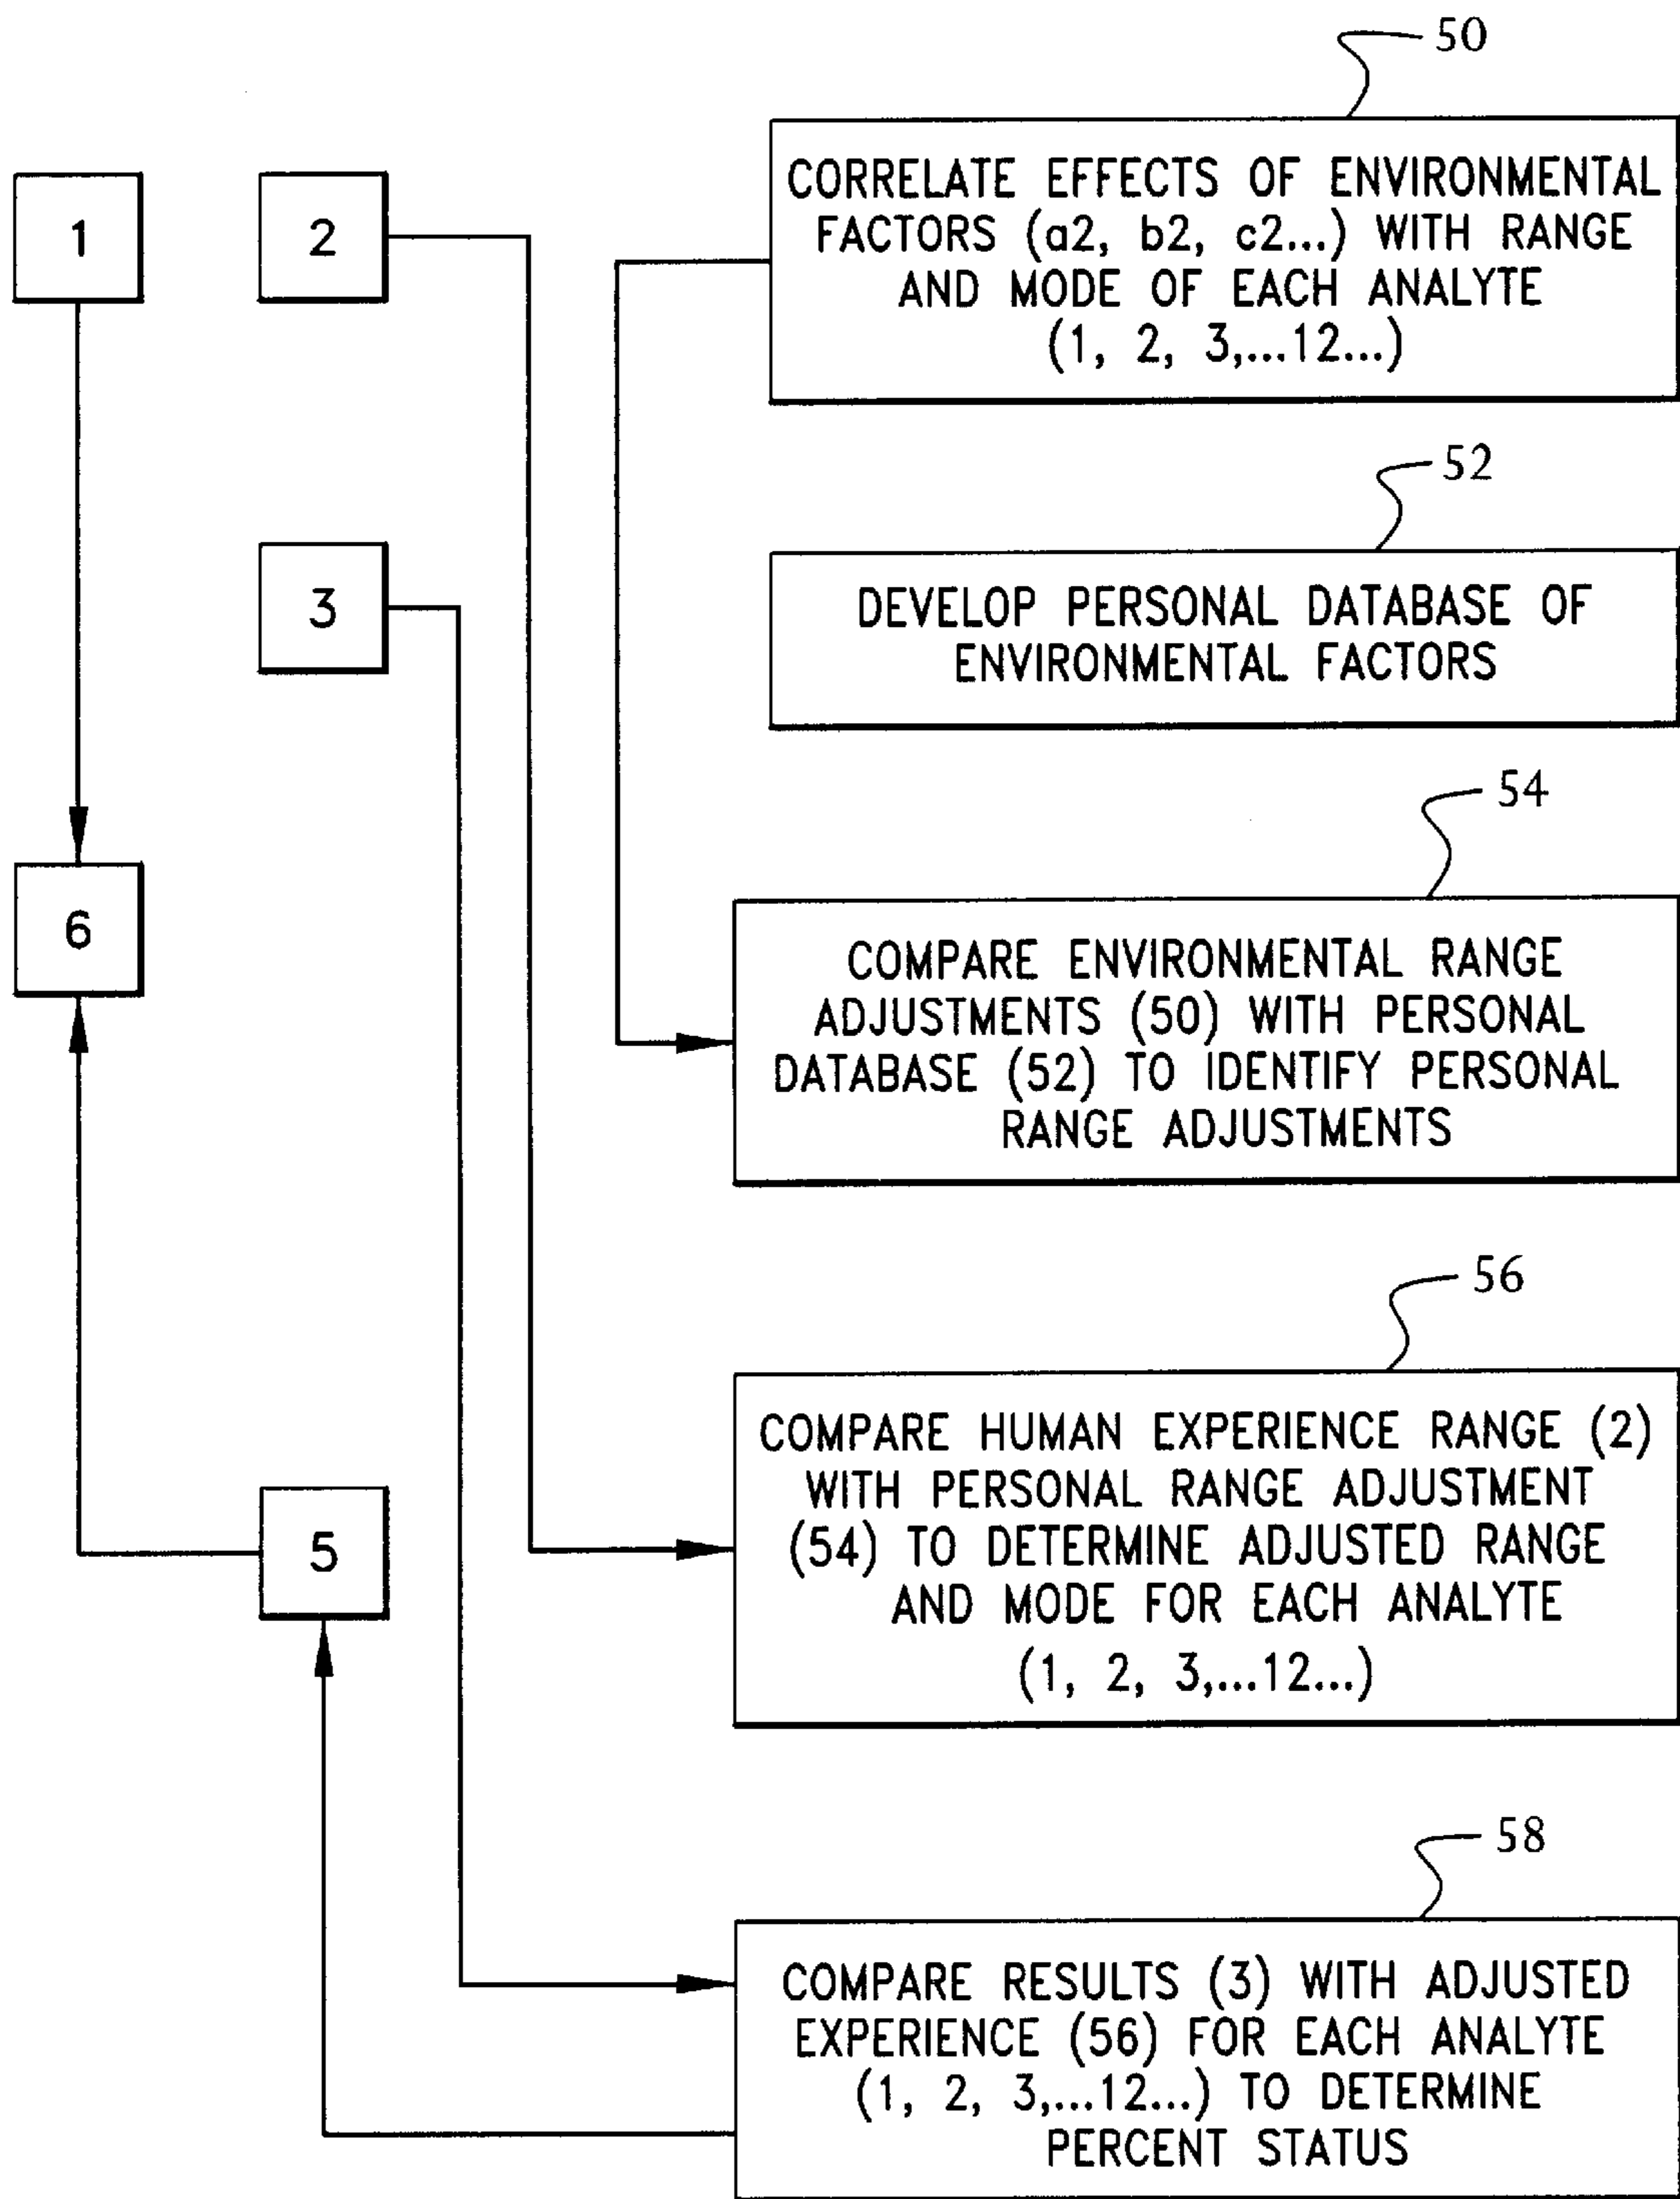 50
1
2
CORRELATE EFFECTS OF ENVIRONMENTAL
FACTORS (a2, b2, c2...) WITH RANGE
AND MODE OF EACH ANALYTE
(1, 2, 3,...12...)
52
3
DEVELOP PERSONAL DATABASE OF
ENVIRONMENTAL FACTORS
54
6
COMPARE ENVIRONMENTAL RANGE
ADJUSTMENTS (50) WITH PERSONAL
DATABASE (52) TO IDENTIFY PERSONAL
RANGE ADJUSTMENTS
56
COMPARE HUMAN EXPERIENCE RANGE (2)
WITH PERSONAL RANGE ADJUSTMENT
(54) TO DETERMINE ADJUSTED RANGE
AND MODE FOR EACH ANALYTE
(1, 2, 3,...12...)
5
58
COMPARE RESULTS (3) WITH ADJUSTED
EXPERIENCE (56) FOR EACH ANALYTE
(1, 2, 3,...12...) TO DETERMINE
PERCENT STATUS